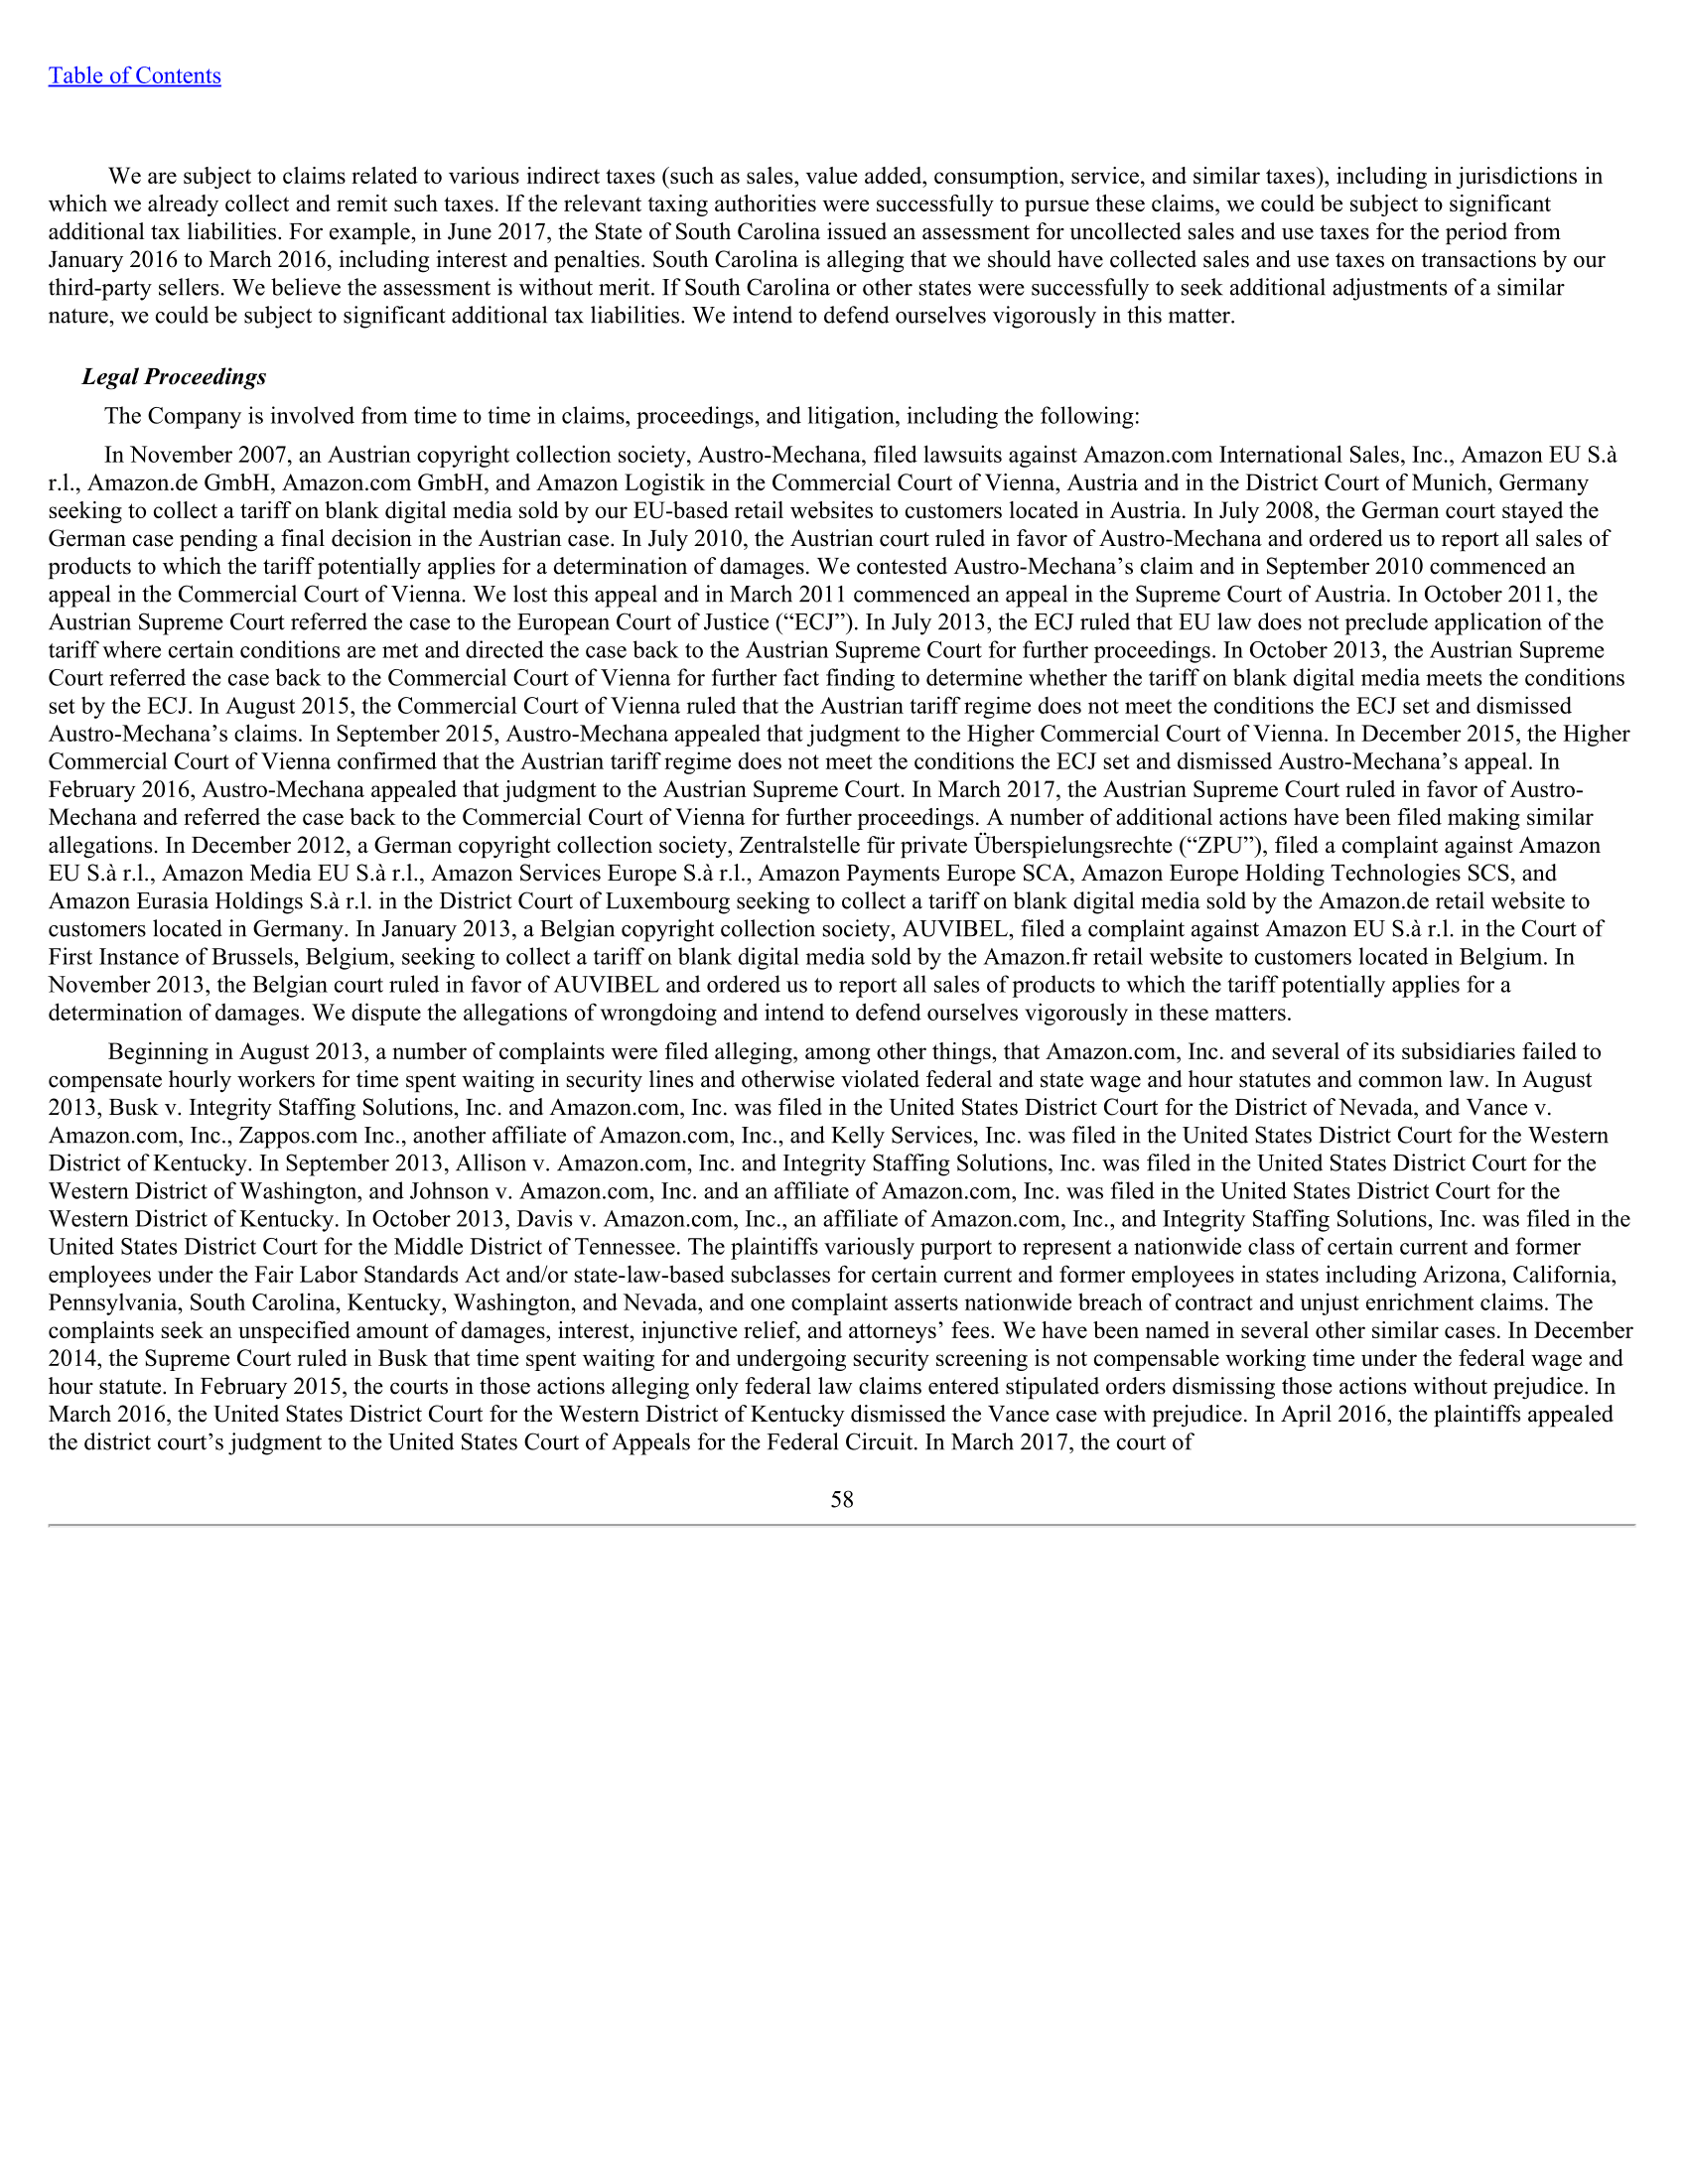 Table of Contents
We are subject to claims related to various indirect taxes (such as sales, value added, consumption, service, and similar taxes), including in jurisdictions in
which we already collect and remit such taxes. If the relevant taxing authorities were successfully to pursue these claims, we could be subject to significant
additional tax liabilities. For example, in June 2017, the State of South Carolina issued an assessment for uncollected sales and use taxes for the period from
January 2016 to March 2016, including interest and penalties. South Carolina is alleging that we should have collected sales and use taxes on transactions by our
third-party sellers. We believe the assessment is without merit. If South Carolina or other states were successfully to seek additional adjustments of a similar
nature, we could be subject to significant additional tax liabilities. We intend to defend ourselves vigorously in this matter.
Legal Proceedings
The Company is involved from time to time in claims, proceedings, and litigation, including the following:
In November 2007, an Austrian copyright collection society, Austro-Mechana, filed lawsuits against Amazon.com International Sales, Inc., Amazon EU S.à
r.l., Amazon.de GmbH, Amazon.com GmbH, and Amazon Logistik in the Commercial Court of Vienna, Austria and in the District Court of Munich, Germany
seeking to collect a tariff on blank digital media sold by our EU-based retail websites to customers located in Austria. In July 2008, the German court stayed the
German case pending a final decision in the Austrian case. In July 2010, the Austrian court ruled in favor of Austro-Mechana and ordered us to report all sales of
products to which the tariff potentially applies for a determination of damages. We contested Austro-Mechana’s claim and in September 2010 commenced an
appeal in the Commercial Court of Vienna. We lost this appeal and in March 2011 commenced an appeal in the Supreme Court of Austria. In October 2011, the
Austrian Supreme Court referred the case to the European Court of Justice (“ECJ”). In July 2013, the ECJ ruled that EU law does not preclude application of the
tariff where certain conditions are met and directed the case back to the Austrian Supreme Court for further proceedings. In October 2013, the Austrian Supreme
Court referred the case back to the Commercial Court of Vienna for further fact finding to determine whether the tariff on blank digital media meets the conditions
set by the ECJ. In August 2015, the Commercial Court of Vienna ruled that the Austrian tariff regime does not meet the conditions the ECJ set and dismissed
Austro-Mechana’s claims. In September 2015, Austro-Mechana appealed that judgment to the Higher Commercial Court of Vienna. In December 2015, the Higher
Commercial Court of Vienna confirmed that the Austrian tariff regime does not meet the conditions the ECJ set and dismissed Austro-Mechana’s appeal. In
February 2016, Austro-Mechana appealed that judgment to the Austrian Supreme Court. In March 2017, the Austrian Supreme Court ruled in favor of Austro-
Mechana and referred the case back to the Commercial Court of Vienna for further proceedings. A number of additional actions have been filed making similar
allegations. In December 2012, a German copyright collection society, Zentralstelle für private Überspielungsrechte (“ZPU”), filed a complaint against Amazon
EU S.à r.l., Amazon Media EU S.à r.l., Amazon Services Europe S.à r.l., Amazon Payments Europe SCA, Amazon Europe Holding Technologies SCS, and
Amazon Eurasia Holdings S.à r.l. in the District Court of Luxembourg seeking to collect a tariff on blank digital media sold by the Amazon.de retail website to
customers located in Germany. In January 2013, a Belgian copyright collection society, AUVIBEL, filed a complaint against Amazon EU S.à r.l. in the Court of
First Instance of Brussels, Belgium, seeking to collect a tariff on blank digital media sold by the Amazon.fr retail website to customers located in Belgium. In
November 2013, the Belgian court ruled in favor of AUVIBEL and ordered us to report all sales of products to which the tariff potentially applies for a
determination of damages. We dispute the allegations of wrongdoing and intend to defend ourselves vigorously in these matters.
Beginning in August 2013, a number of complaints were filed alleging, among other things, that Amazon.com, Inc. and several of its subsidiaries failed to
compensate hourly workers for time spent waiting in security lines and otherwise violated federal and state wage and hour statutes and common law. In August
2013, Busk v. Integrity Staffing Solutions, Inc. and Amazon.com, Inc. was filed in the United States District Court for the District of Nevada, and Vance v.
Amazon.com, Inc., Zappos.com Inc., another affiliate of Amazon.com, Inc., and Kelly Services, Inc. was filed in the United States District Court for the Western
District of Kentucky. In September 2013, Allison v. Amazon.com, Inc. and Integrity Staffing Solutions, Inc. was filed in the United States District Court for the
Western District of Washington, and Johnson v. Amazon.com, Inc. and an affiliate of Amazon.com, Inc. was filed in the United States District Court for the
Western District of Kentucky. In October 2013, Davis v. Amazon.com, Inc., an affiliate of Amazon.com, Inc., and Integrity Staffing Solutions, Inc. was filed in the
United States District Court for the Middle District of Tennessee. The plaintiffs variously purport to represent a nationwide class of certain current and former
employees under the Fair Labor Standards Act and/or state-law-based subclasses for certain current and former employees in states including Arizona, California,
Pennsylvania, South Carolina, Kentucky, Washington, and Nevada, and one complaint asserts nationwide breach of contract and unjust enrichment claims. The
complaints seek an unspecified amount of damages, interest, injunctive relief, and attorneys’ fees. We have been named in several other similar cases. In December
2014, the Supreme Court ruled in Busk that time spent waiting for and undergoing security screening is not compensable working time under the federal wage and
hour statute. In February 2015, the courts in those actions alleging only federal law claims entered stipulated orders dismissing those actions without prejudice. In
March 2016, the United States District Court for the Western District of Kentucky dismissed the Vance case with prejudice. In April 2016, the plaintiffs appealed
the district court’s judgment to the United States Court of Appeals for the Federal Circuit. In March 2017, the court of
58